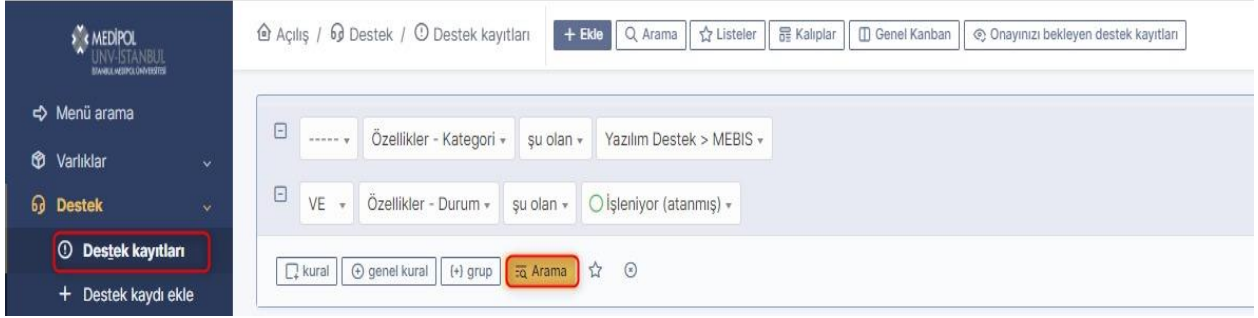 MEDİPOL
ÜNV-İSTANBUL
İSTANBUL MEDİPOL ÜNİVERSİTESİ
Açılış / Destek / Destek kayıtları
+ Ekle Arama Listeler Kalıplar Genel Kanban Onayınızı bekleyen destek kayıtları
Menü arama
Varlıklar
Destek
Destek kayıtları
+ Destek kaydı ekle
----- Özellikler - Kategori şu olan Yazılım Destek > MEBIS
VE Özellikler - Durum şu olan İşleniyor (atanmış)
kural genel kural (+) grup Arama